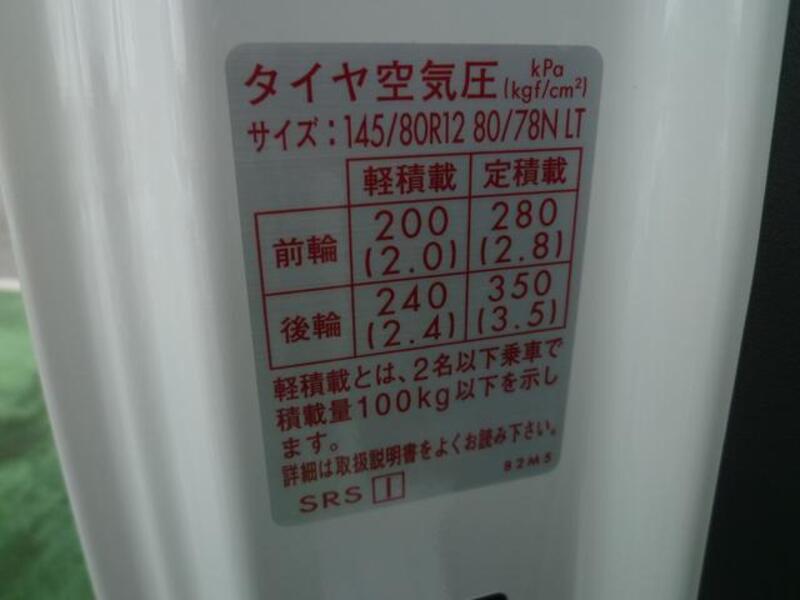 タイヤ空気圧 kPa (kgf/cm²)
サイズ：145/80R12 80/78N LT
軽積載 定積載
前輪 200 (2.0) 280 (2.8)
後輪 240 (2.4) 350 (3.5)
軽積載とは、2名以下乗車で
積載量100kg以下を示し
ます。
詳細は取扱説明書をよくお読み下さい。
SRS I B2M5